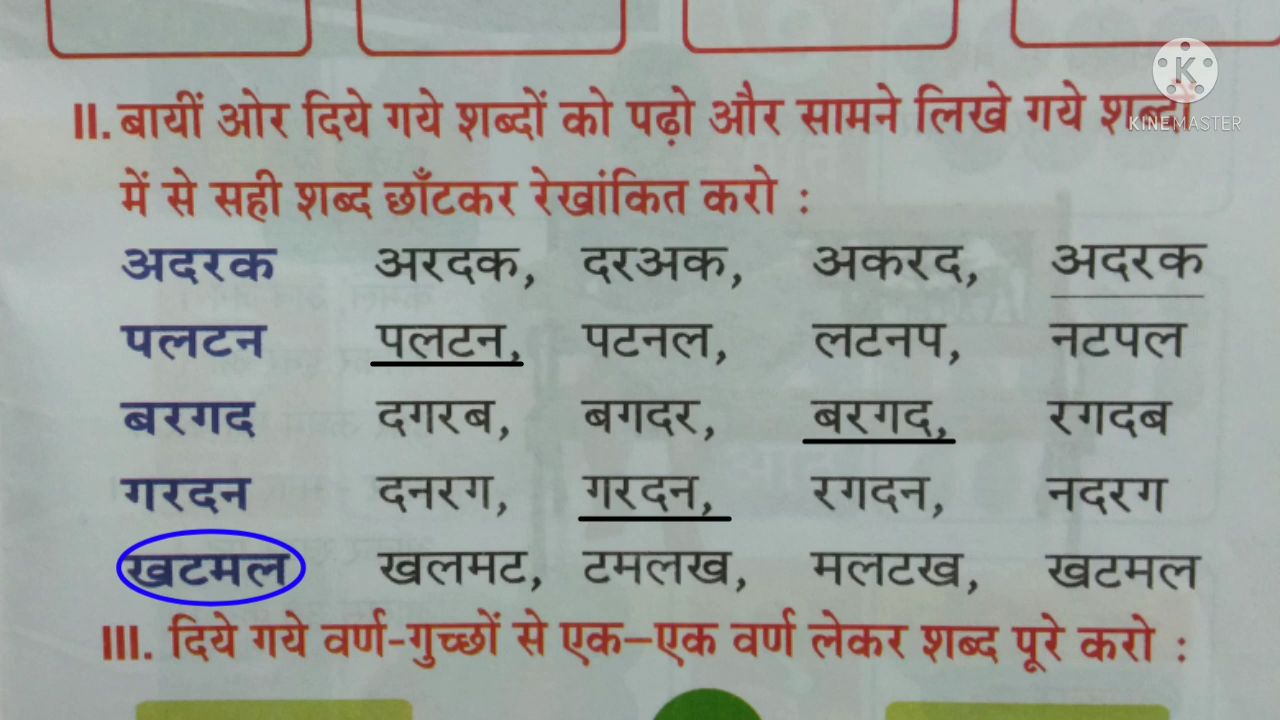 II. बायीं ओर दिये गये शब्दों को पढ़ो और सामने लिखे गये शब्द
में से सही शब्द छाँटकर रेखांकित करो :
अदरक अरदक, दरअक, अकरद, अदरक
पलटन पलटन, पटनल, लटनप, नटपल
बरगद दगरब, बगदर, बरगद, रगदब
गरदन दनरग, गरदन, रगदन, नदरग
खटमल खलमट, टमलख, मलटख, खटमल
III. दिये गये वर्ण-गुच्छों से एक–एक वर्ण लेकर शब्द पूरे करो :
K
KINEMASTER